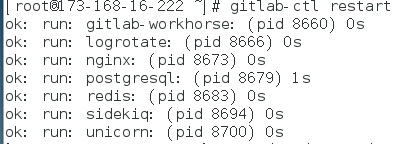 [root@173-168-16-222 ~]# gitlab-ctl restart
ok: run: gitlab-workhorse: (pid 8660) 0s
ok: run: logrotate: (pid 8666) 0s
ok: run: nginx: (pid 8673) 0s
ok: run: postgresql: (pid 8679) 1s
ok: run: redis: (pid 8683) 0s
ok: run: sidekiq: (pid 8694) 0s
ok: run: unicorn: (pid 8700) 0s